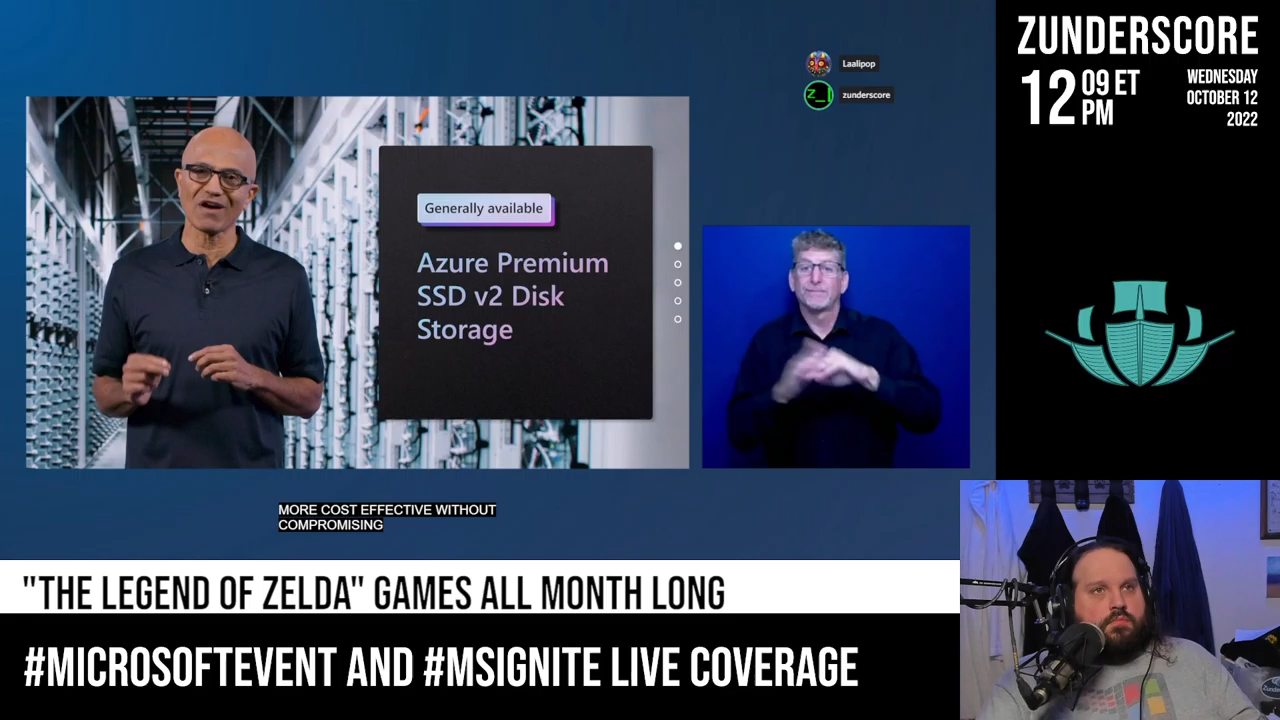 Laalipop
z_
zunderscore
Generally available
Azure Premium
SSD v2 Disk
Storage
MORE COST EFFECTIVE WITHOUT
COMPROMISING
"THE LEGEND OF ZELDA" GAMES ALL MONTH LONG
#MICROSOFTEVENT AND #MSIGNITE LIVE COVERAGE
ZUNDERSCORE
12 09 ET
PM
WEDNESDAY
OCTOBER 12
2022